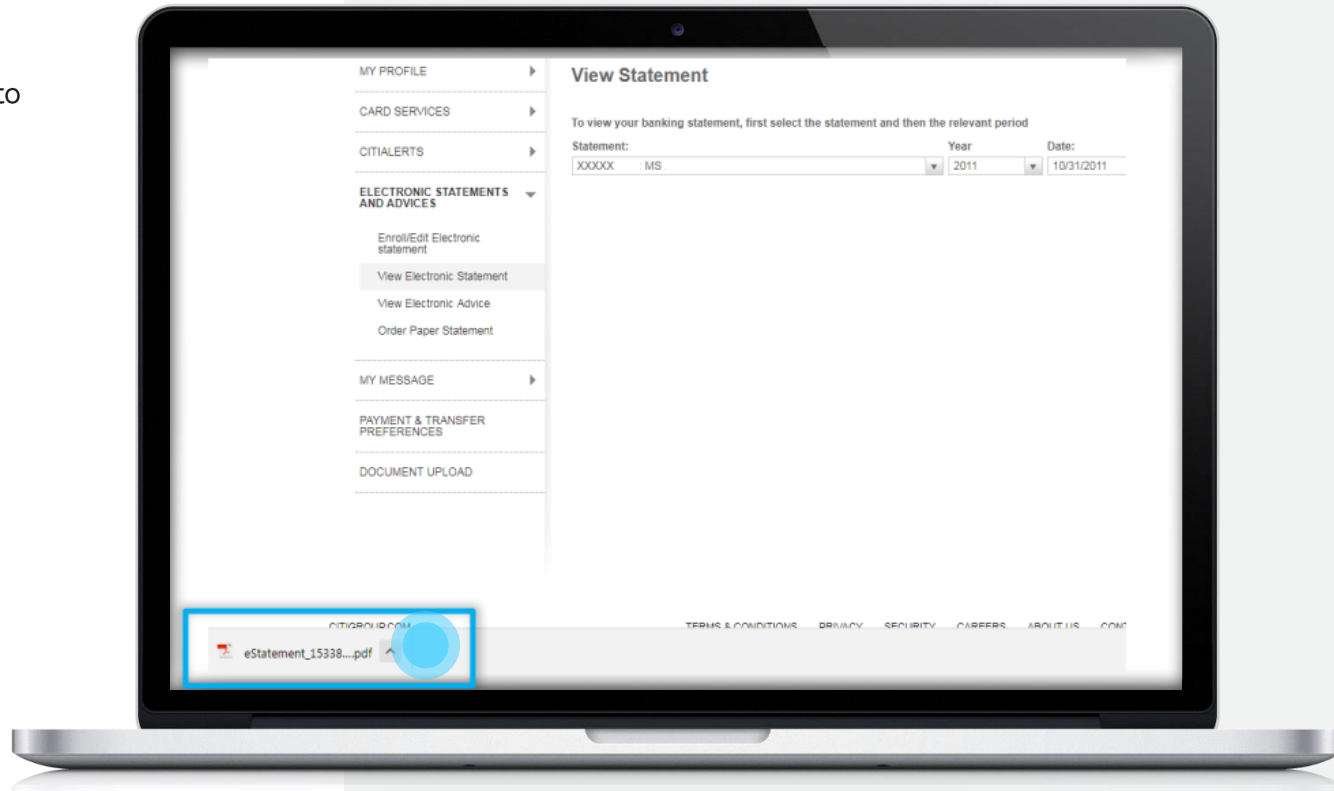 to
MY PROFILE
CARD SERVICES
CITIALERTS
ELECTRONIC STATEMENTS
AND ADVICES
Enroll/Edit Electronic
statement
View Electronic Statement
View Electronic Advice
Order Paper Statement
MY MESSAGE
PAYMENT & TRANSFER
PREFERENCES
DOCUMENT UPLOAD
View Statement
To view your banking statement, first select the statement and then the relevant period
Statement: Year Date:
XXXXX : MS 2011 10/31/2011
CITIGROUP.COM TERMS & CONDITIONS PRIVACY SECURITY CAREERS ABOUT US
eStatement_15338....pdf